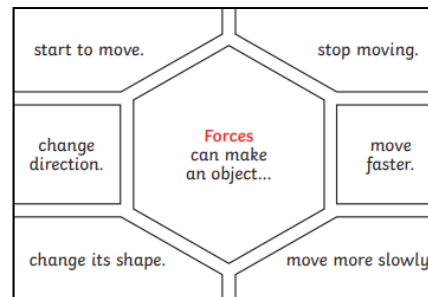 start to move.
stop moving.
change
direction.
Forces
can make
an object...
move
faster.
change its shape.
move more slowly